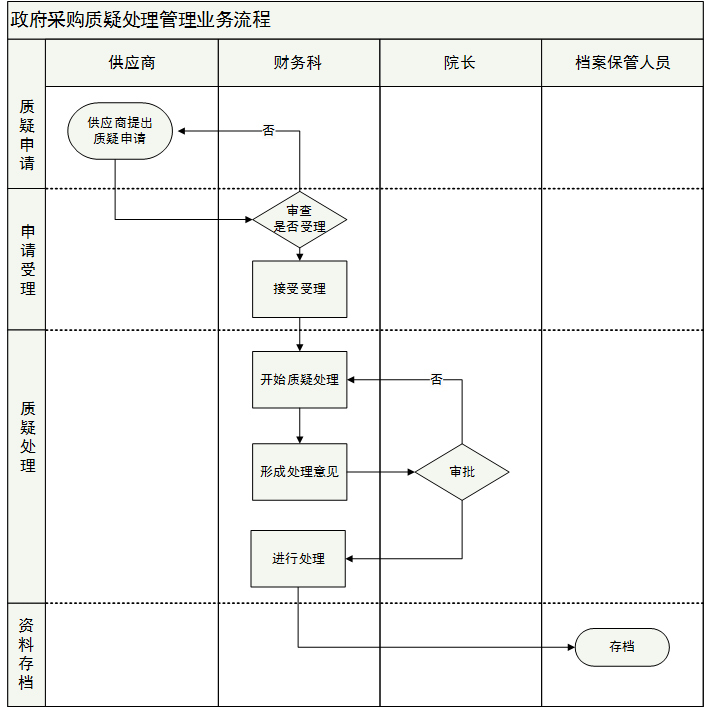 政府采购质疑处理管理业务流程
供应商
财务科
院长
档案保管人员
质疑申请
供应商提出
质疑申请
否
申请受理
审查
是否受理
接受受理
质疑处理
开始质疑处理
否
形成处理意见
审批
进行处理
资料存档
存档